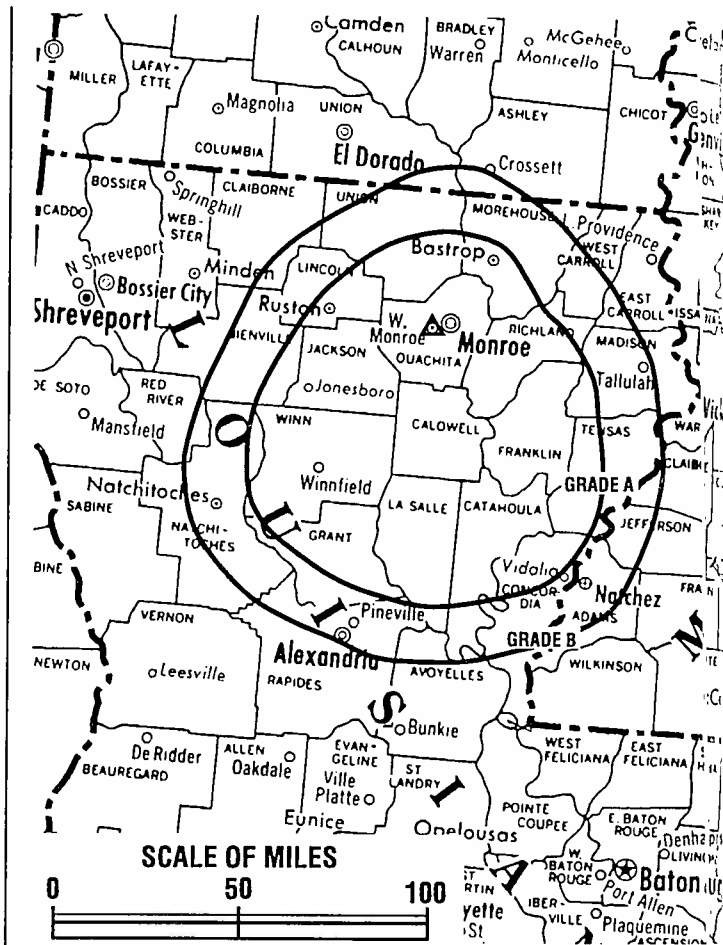 Camden
BRADLEY
CALHOUN
Warren
McGehee
Monticello
LAFAY-
ETTE
MILLER
Magnolia
UNION
ASHLEY
CHICOT
COLUMBIA
El Dorado
Crossett
BOSSIER
Springhill
CLAIBORNE
UNION
MOREHOUSE
L. Providence
CADDO
WEB-
STER
WEST
CARROLL
Bastrop
N Shreveport
Minden
LINCOLN
Bossier City
Ruston
EAST
CARROLL
Shreveport
W.
Monroe
Monroe
RICHLAND
MADISON
BIENVILLE
JACKSON
OUACHITA
Tallulah
DE SOTO
RED
RIVER
Jonesboro
Mansfield
WINN
CALDWELL
TENSAS
WAR
FRANKLIN
Winnfield
GRADE A
Natchitoches
SABINE
LA SALLE
CATAHOULA
JEFFERSON
NATCHI-
TOCHES
GRANT
BINE
Vidalia
CONCOR-
DIA
Natchez
ADAMS
VERNON
Pineville
GRADE B
Alexandria
AVOYELLES
WILKINSON
NEWTON
Leesville
RAPIDES
L O U I S I A
M
Bunkie
De Ridder
ALLEN
Oakdale
EVAN-
GELINE
ST
LANDRY
WEST
FELICIANA
EAST
FELICIANA
BEAUREGARD
Ville
Platte
Eunice
Opelousas
POINTE
COUPEE
E. BATON
ROUGE
SCALE OF MILES
W.
BATON
ROUGE
Baton
Port Allen
0 50 100
IBER-
VILLE
Plaquemine
ASCENSION